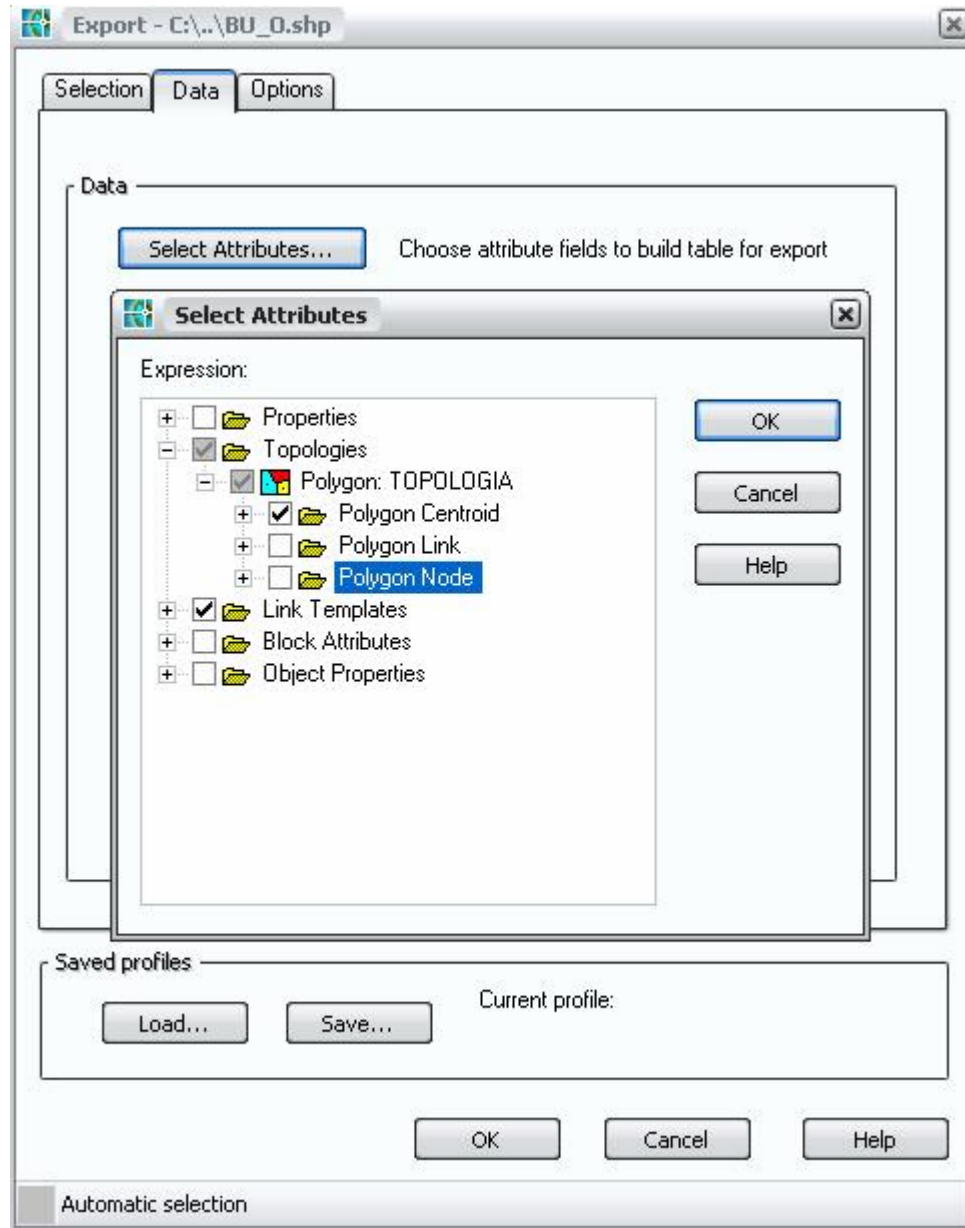 Export - C:\..\BU_0.shp
Selection Data Options
Data
Select Attributes... Choose attribute fields to build table for export
Select Attributes
Expression:
Properties
Topologies
Polygon: TOPOLOGIA
Polygon Centroid
Polygon Link
Polygon Node
Link Templates
Block Attributes
Object Properties
OK
Cancel
Help
Saved profiles
Load... Save... Current profile:
OK Cancel Help
Automatic selection